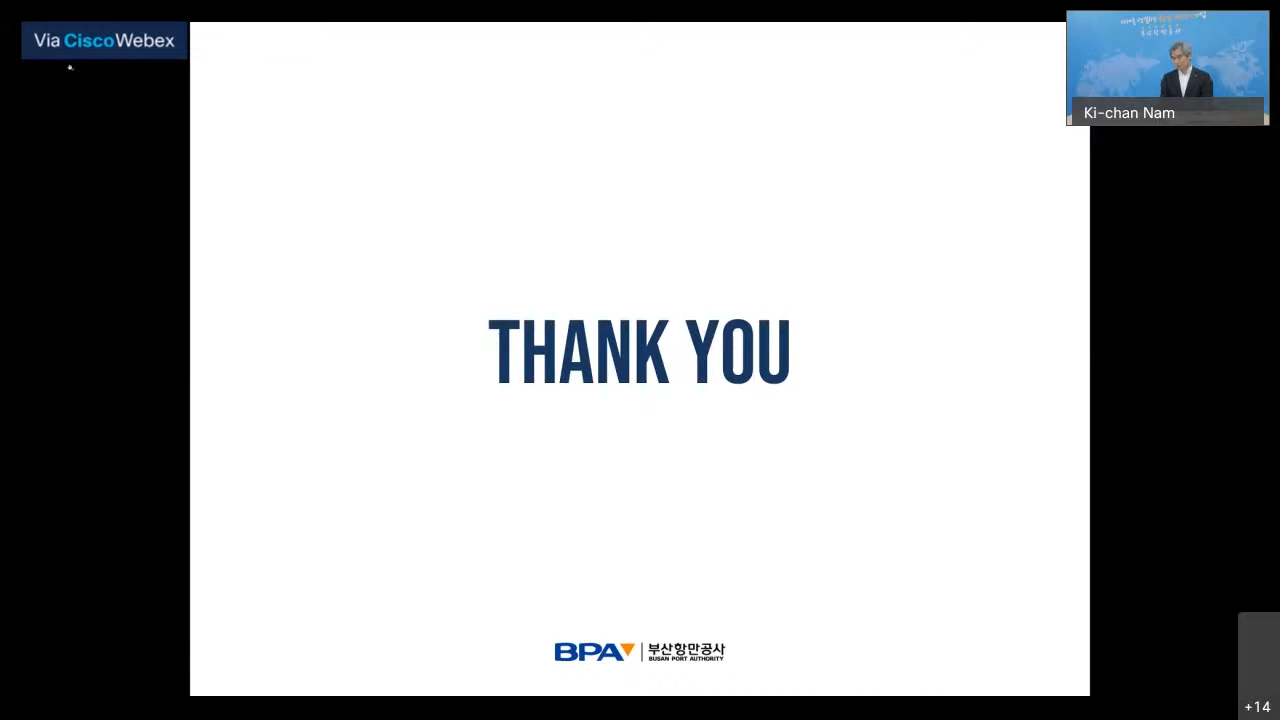 Via CiscoWebex
Ki-chan Nam
THANK YOU
BPA 부산항만공사
BUSAN PORT AUTHORITY
+14